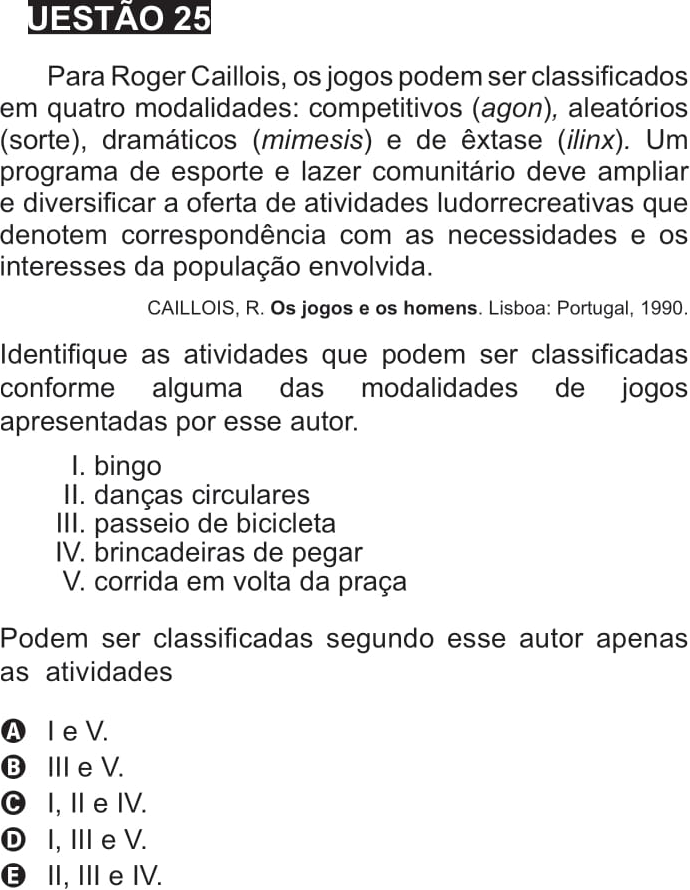 UESTÃO 25
Para Roger Caillois, os jogos podem ser classificados
em quatro modalidades: competitivos (agon), aleatórios
(sorte), dramáticos (mimesis) e de êxtase (ilinx). Um
programa de esporte e lazer comunitário deve ampliar
e diversificar a oferta de atividades ludorrecreativas que
denotem correspondência com as necessidades e os
interesses da população envolvida.
CAILLOIS, R. Os jogos e os homens. Lisboa: Portugal, 1990.
Identifique as atividades que podem ser classificadas
conforme alguma das modalidades de jogos
apresentadas por esse autor.
I. bingo
II. danças circulares
III. passeio de bicicleta
IV. brincadeiras de pegar
V. corrida em volta da praça
Podem ser classificadas segundo esse autor apenas
as atividades
A I e V.
B III e V.
C I, II e IV.
D I, III e V.
E II, III e IV.